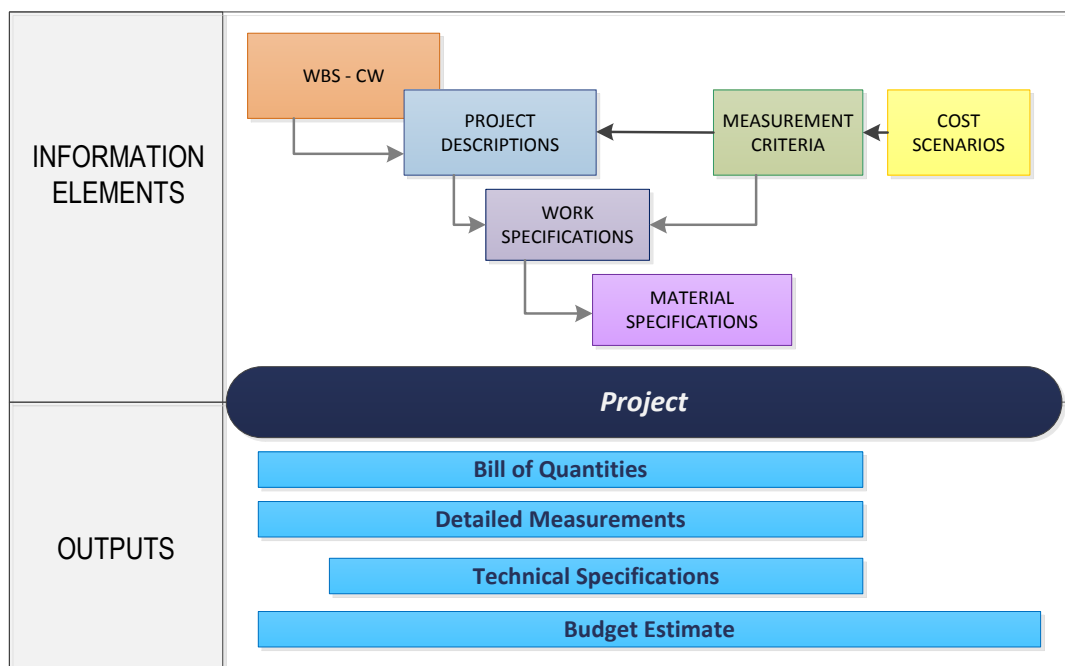 INFORMATION
ELEMENTS
WBS - CW
PROJECT
DESCRIPTIONS
MEASUREMENT
CRITERIA
COST
SCENARIOS
WORK
SPECIFICATIONS
MATERIAL
SPECIFICATIONS
Project
OUTPUTS
Bill of Quantities
Detailed Measurements
Technical Specifications
Budget Estimate